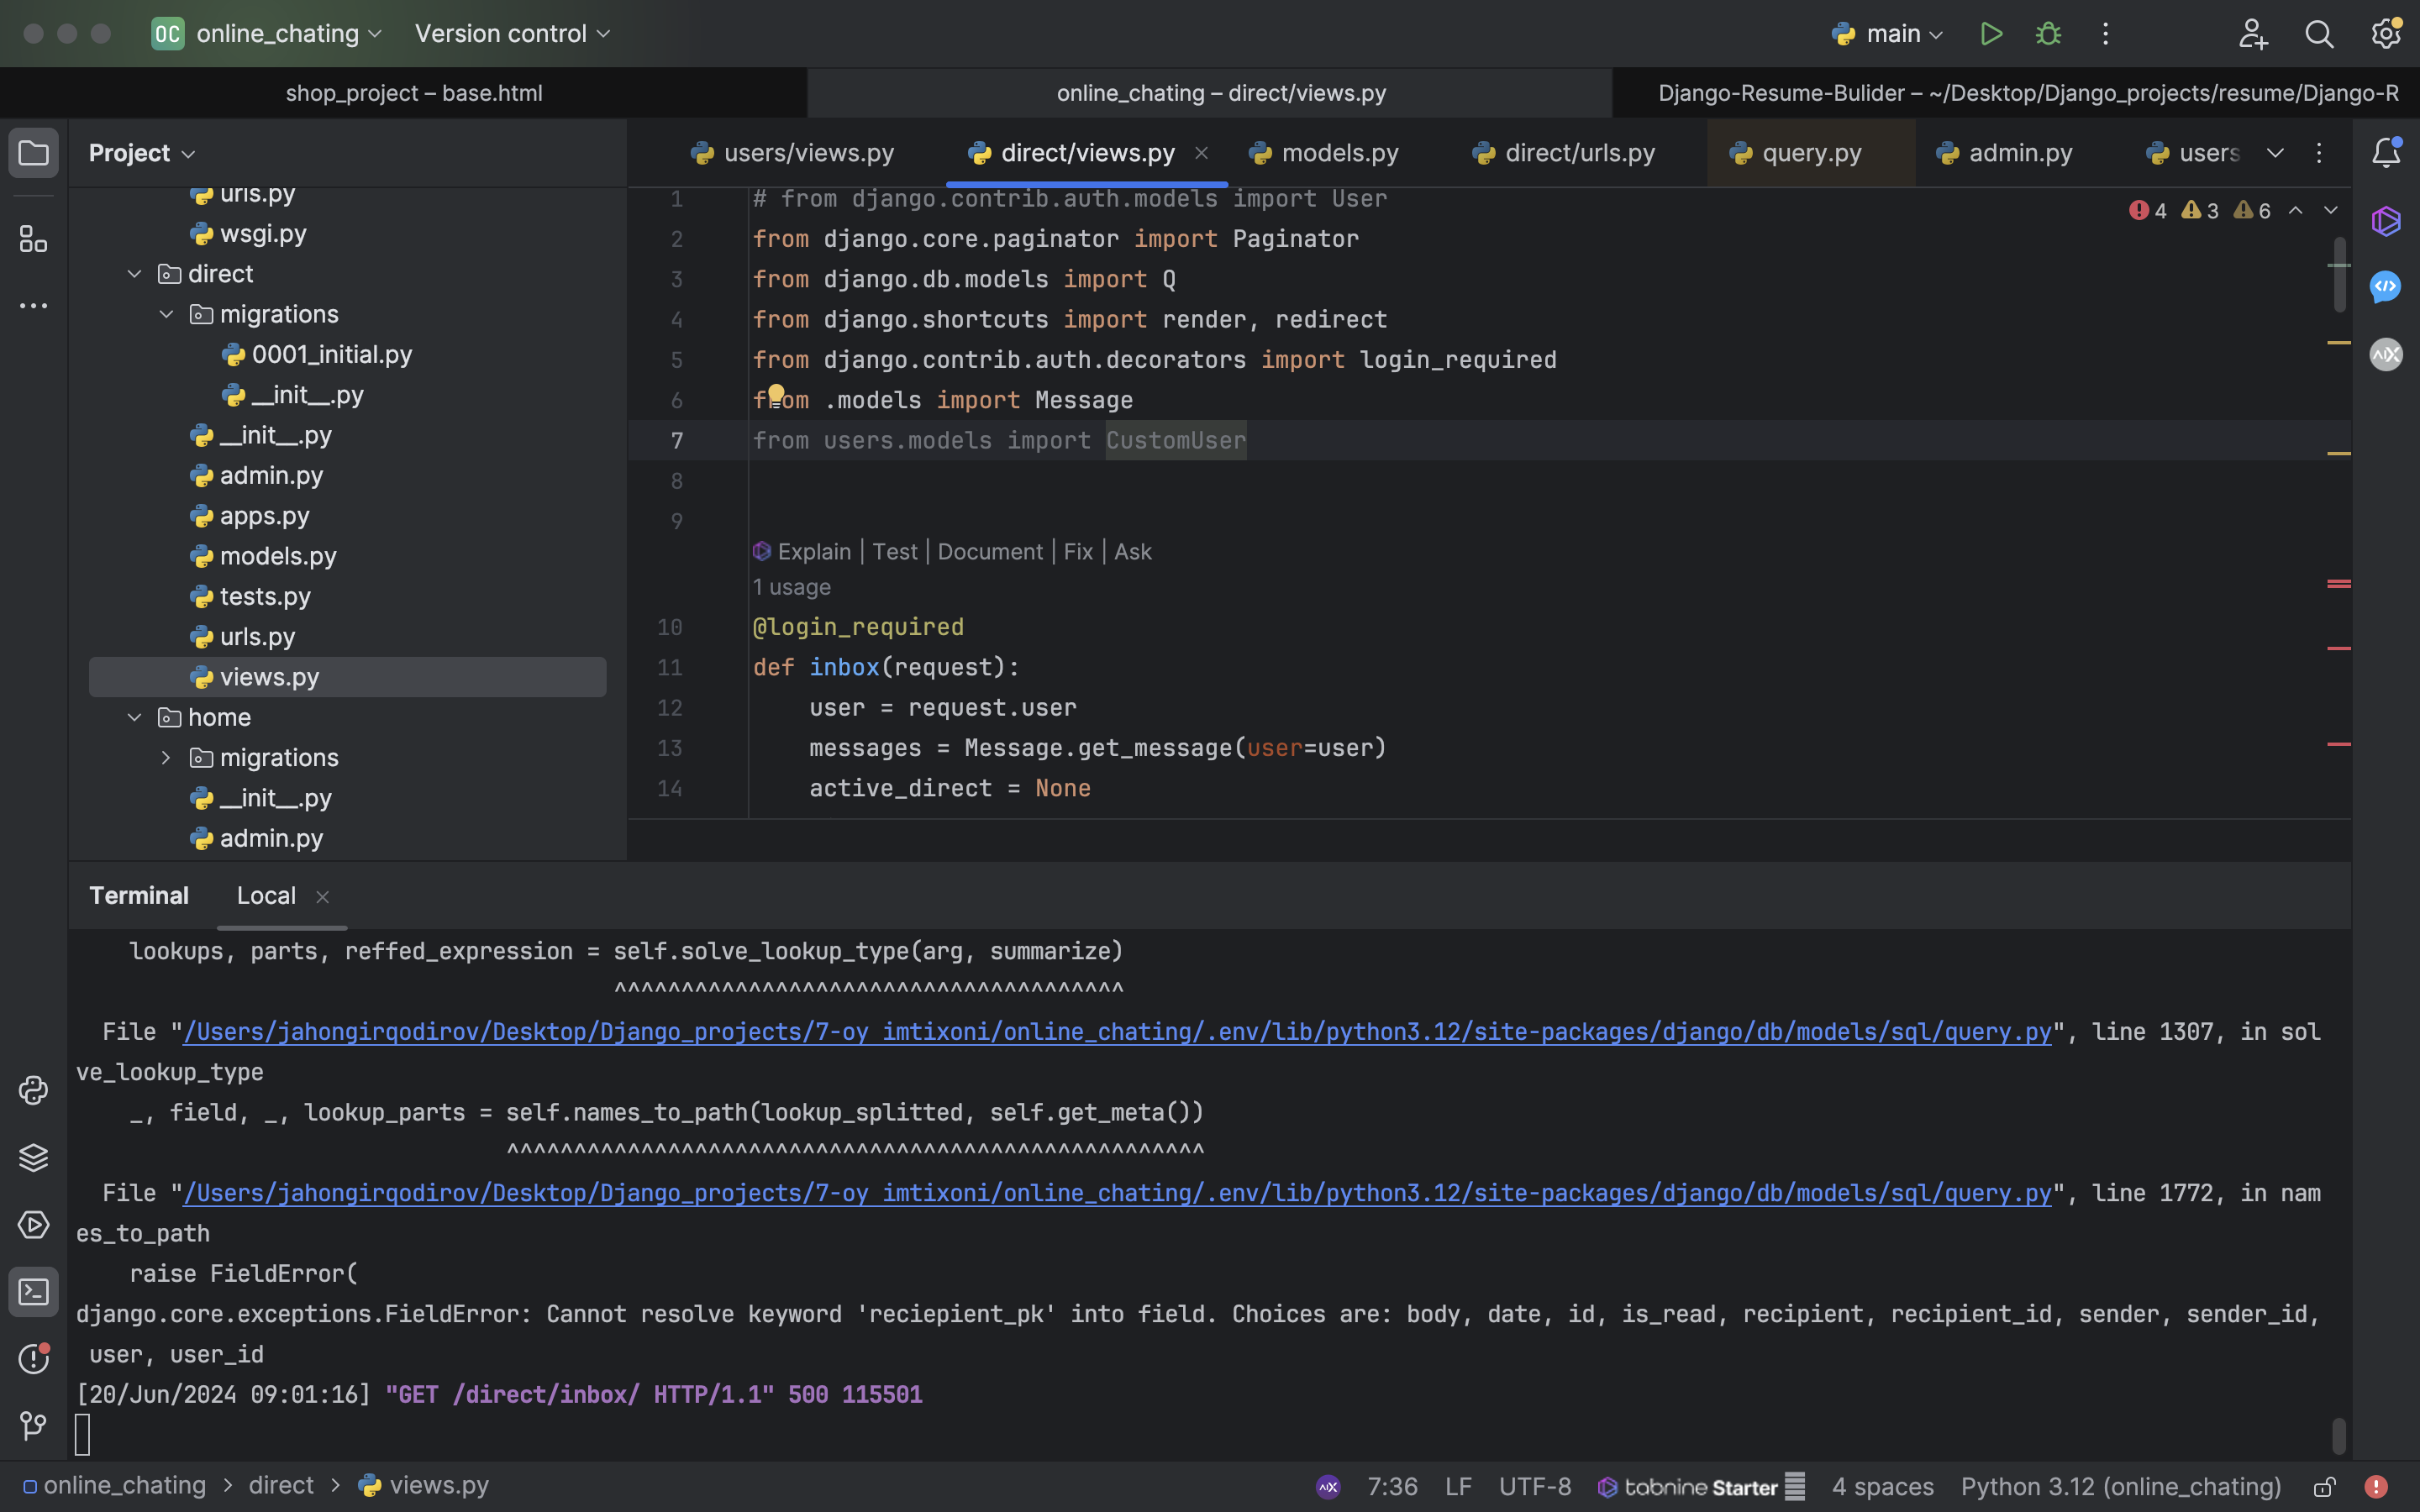 OC online_chating Version control main
shop_project – base.html online_chating – direct/views.py Django-Resume-Bulider – ~/Desktop/Django_projects/resume/Django-R
Project
urls.py
wsgi.py
direct
migrations
0001_initial.py
__init__.py
__init__.py
admin.py
apps.py
models.py
tests.py
urls.py
views.py
home
migrations
__init__.py
admin.py
users/views.py direct/views.py models.py direct/urls.py query.py admin.py users
4 3 6
1 # from django.contrib.auth.models import User
2 from django.core.paginator import Paginator
3 from django.db.models import Q
4 from django.shortcuts import render, redirect
5 from django.contrib.auth.decorators import login_required
6 from .models import Message
7 from users.models import CustomUser
8
9
Explain | Test | Document | Fix | Ask
1 usage
10 @login_required
11 def inbox(request):
12 user = request.user
13 messages = Message.get_message(user=user)
14 active_direct = None
Terminal Local
lookups, parts, reffed_expression = self.solve_lookup_type(arg, summarize)
^^^^^^^^^^^^^^^^^^^^^^^^^^^^^^^^^^^^^^
File "/Users/jahongirqodirov/Desktop/Django_projects/7-oy imtixoni/online_chating/.env/lib/python3.12/site-packages/django/db/models/sql/query.py", line 1307, in sol
ve_lookup_type
_, field, _, lookup_parts = self.names_to_path(lookup_splitted, self.get_meta())
^^^^^^^^^^^^^^^^^^^^^^^^^^^^^^^^^^^^^^^^^^^^^^^^^^^^
File "/Users/jahongirqodirov/Desktop/Django_projects/7-oy imtixoni/online_chating/.env/lib/python3.12/site-packages/django/db/models/sql/query.py", line 1772, in nam
es_to_path
raise FieldError(
django.core.exceptions.FieldError: Cannot resolve keyword 'reciepient_pk' into field. Choices are: body, date, id, is_read, recipient, recipient_id, sender, sender_id,
user, user_id
[20/Jun/2024 09:01:16] "GET /direct/inbox/ HTTP/1.1" 500 115501
online_chating > direct > views.py 7:36 LF UTF-8 tabnine Starter 4 spaces Python 3.12 (online_chating)